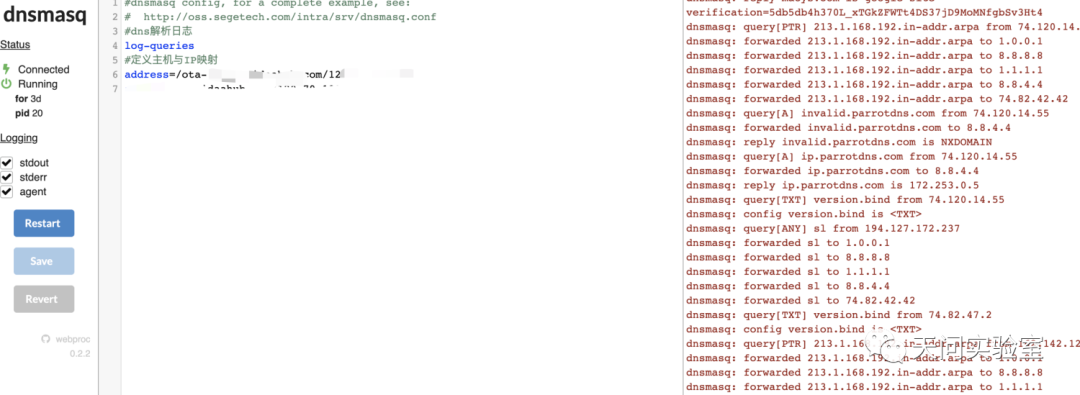 dnsmasq
Status
Connected
Running
for 3d
pid 20
Logging
stdout
stderr
agent
Restart
Save
Revert
webproc
0.2.2
1 #dnsmasq config, for a complete example, see:
2 #  http://oss.segetech.com/intra/srv/dnsmasq.conf
3 #dns解析日志
4 log-queries
5 #定义主机与IP映射
6 address=/ota- com/12
7
verification=5db5db4h370L_xTGkZFWTt4DS37jD9MoMNfgbSv3Ht4
dnsmasq: query[PTR] 213.1.168.192.in-addr.arpa from 74.120.14.
dnsmasq: forwarded 213.1.168.192.in-addr.arpa to 1.0.0.1
dnsmasq: forwarded 213.1.168.192.in-addr.arpa to 8.8.8.8
dnsmasq: forwarded 213.1.168.192.in-addr.arpa to 1.1.1.1
dnsmasq: forwarded 213.1.168.192.in-addr.arpa to 8.8.4.4
dnsmasq: forwarded 213.1.168.192.in-addr.arpa to 74.82.42.42
dnsmasq: query[A] invalid.parrotdns.com from 74.120.14.55
dnsmasq: forwarded invalid.parrotdns.com to 8.8.4.4
dnsmasq: reply invalid.parrotdns.com is NXDOMAIN
dnsmasq: query[A] ip.parrotdns.com from 74.120.14.55
dnsmasq: forwarded ip.parrotdns.com to 8.8.4.4
dnsmasq: reply ip.parrotdns.com is 172.253.0.5
dnsmasq: query[TXT] version.bind from 74.120.14.55
dnsmasq: config version.bind is <TXT>
dnsmasq: query[ANY] sl from 194.127.172.237
dnsmasq: forwarded sl to 1.0.0.1
dnsmasq: forwarded sl to 8.8.8.8
dnsmasq: forwarded sl to 1.1.1.1
dnsmasq: forwarded sl to 8.8.4.4
dnsmasq: forwarded sl to 74.82.42.42
dnsmasq: query[TXT] version.bind from 74.82.47.2
dnsmasq: config version.bind is <TXT>
dnsmasq: query[PTR] 213.1.168.192.in-addr.arpa from 142.12
dnsmasq: forwarded 213.1.168.192.in-addr.arpa to 1.0.0.1
dnsmasq: forwarded 213.1.168.192.in-addr.arpa to 8.8.8.8
dnsmasq: forwarded 213.1.168.192.in-addr.arpa to 1.1.1.1
天问实验室